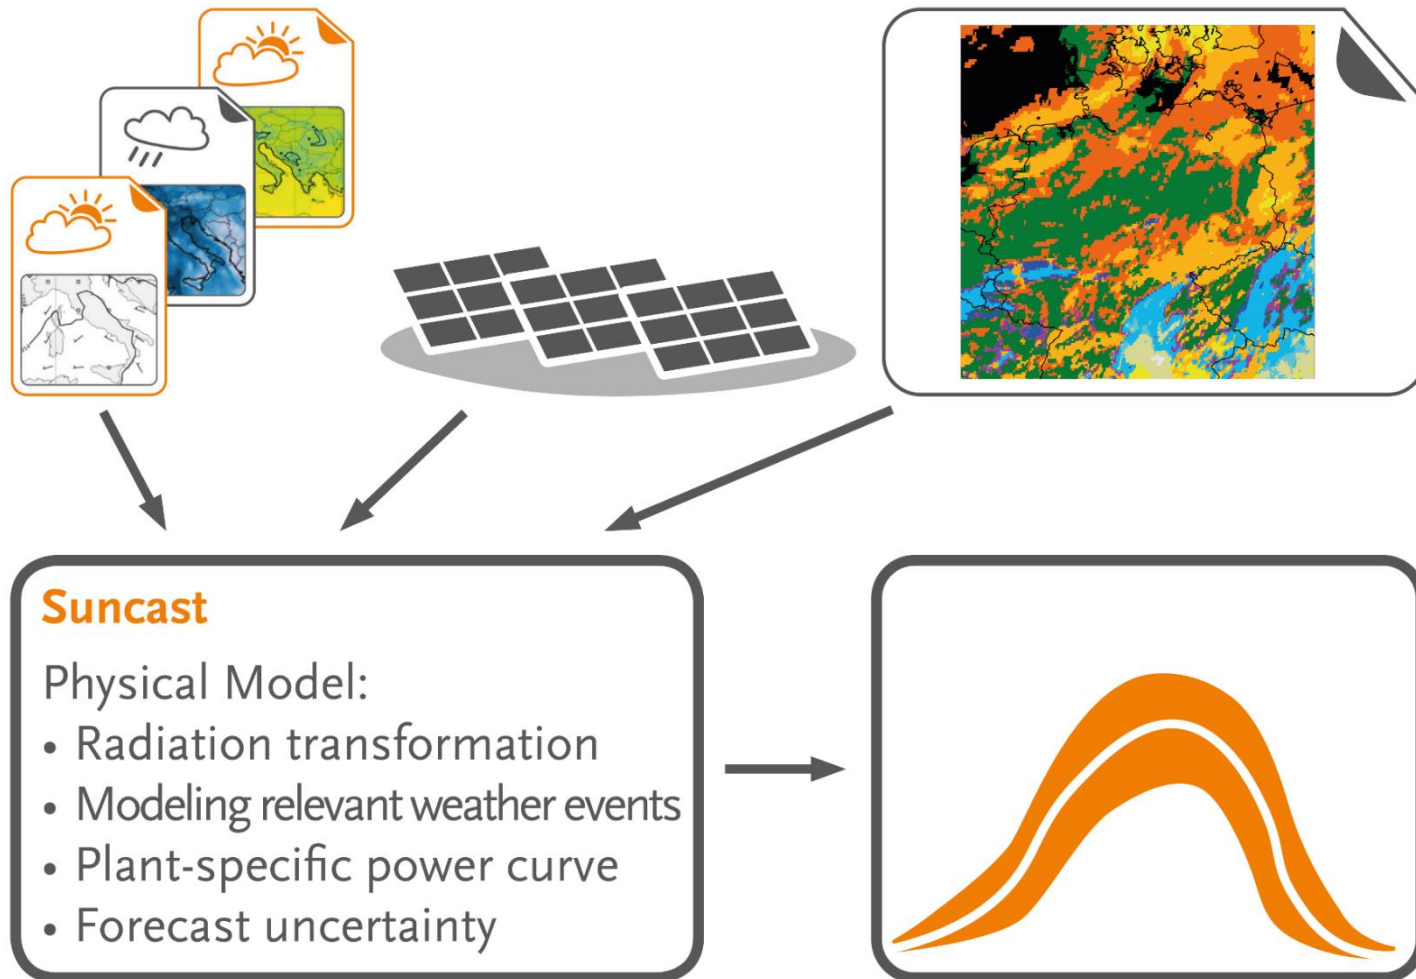 Suncast
Physical Model:
• Radiation transformation
• Modeling relevant weather events
• Plant-specific power curve
• Forecast uncertainty